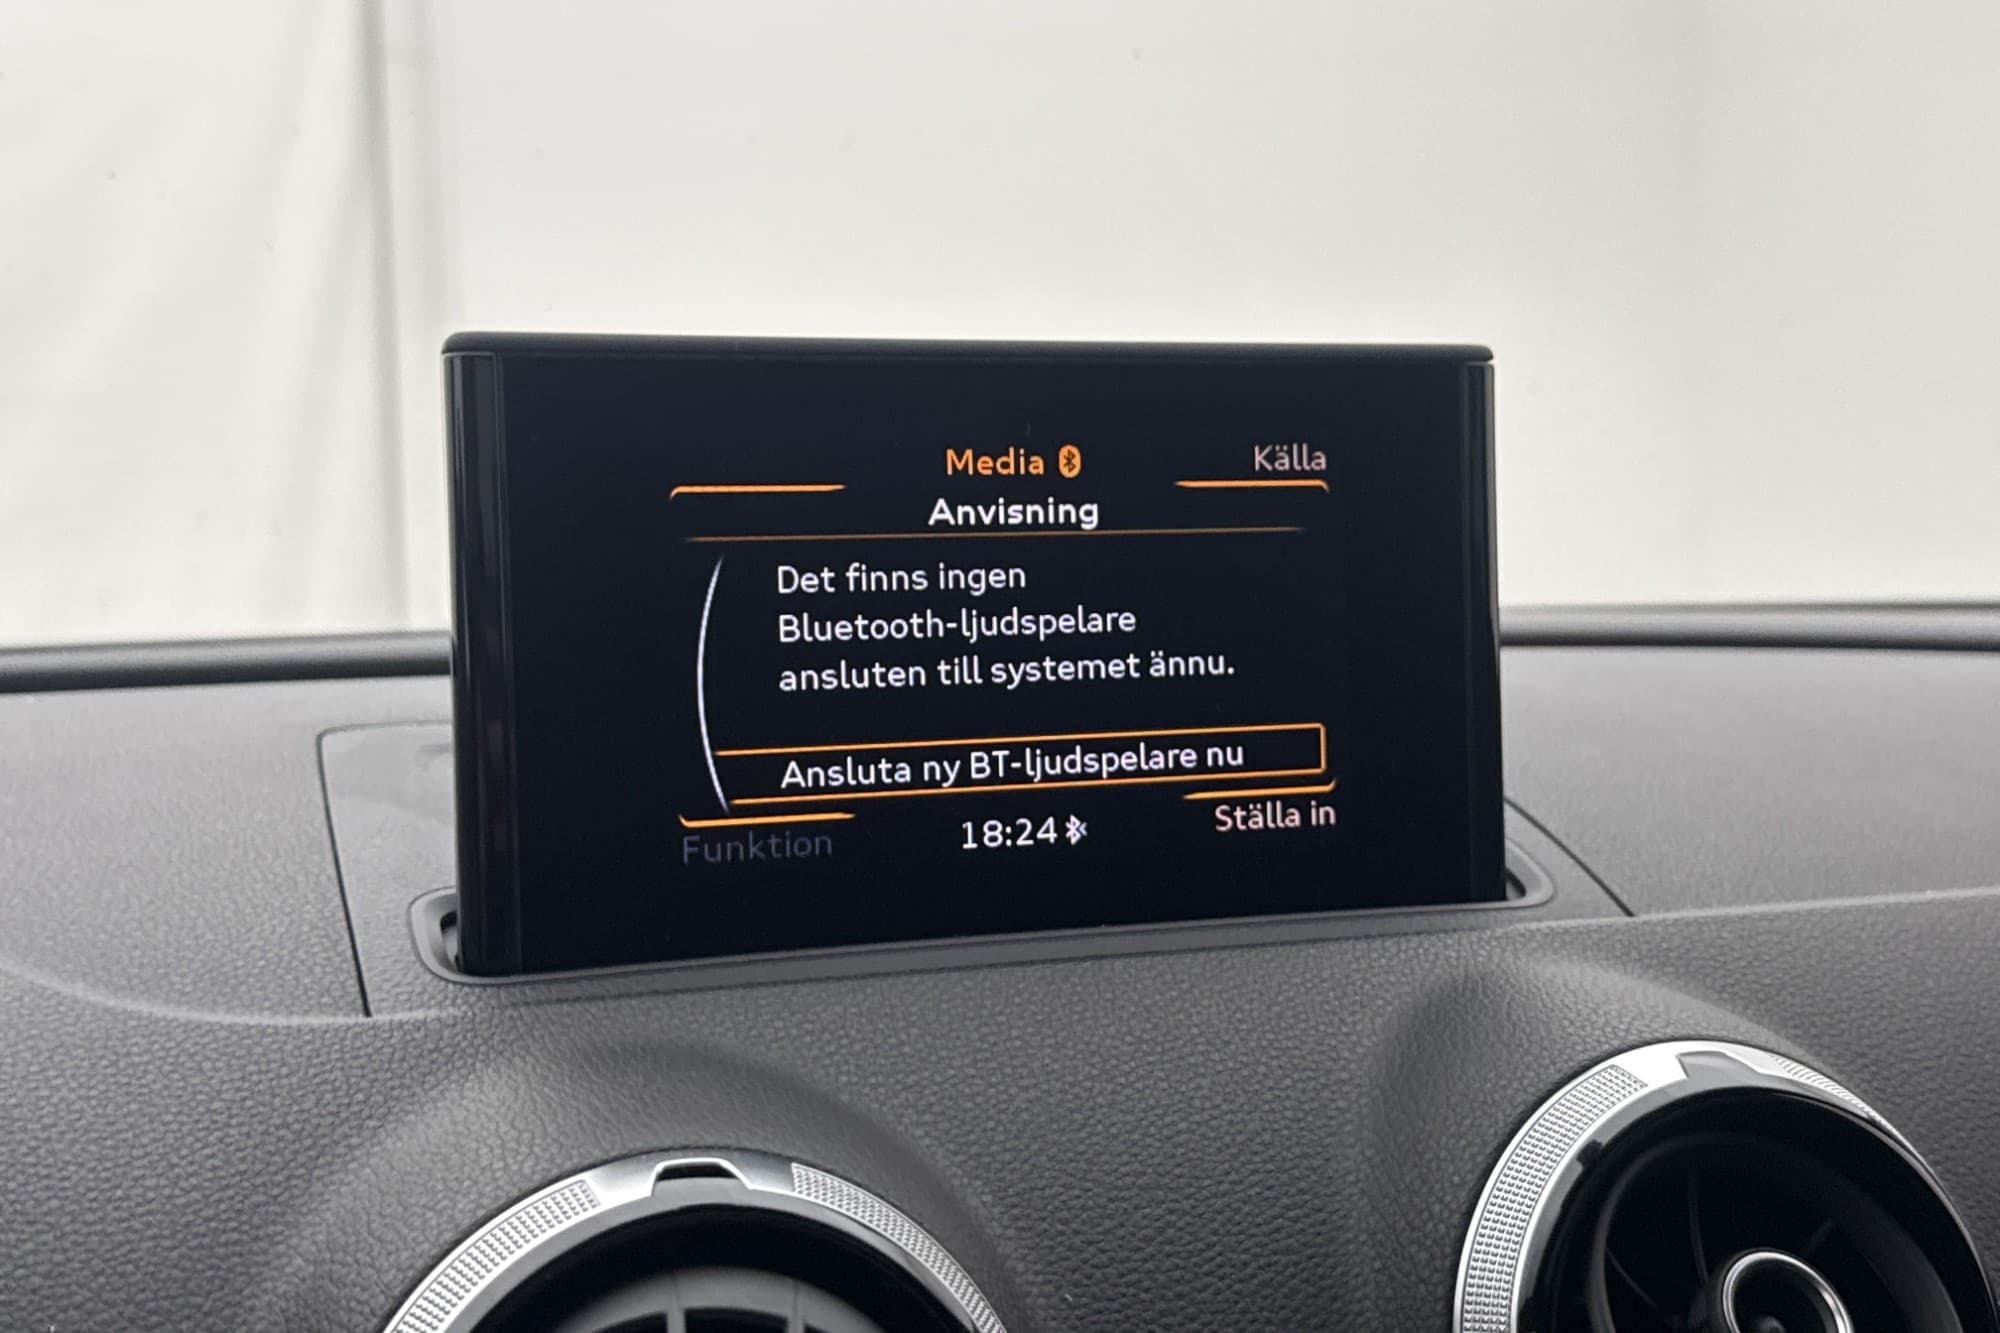 Media
Källa
Anvisning
Det finns ingen
Bluetooth-ljudspelare
ansluten till systemet ännu.
Ansluta ny BT-ljudspelare nu
Funktion
18:24
Ställa in